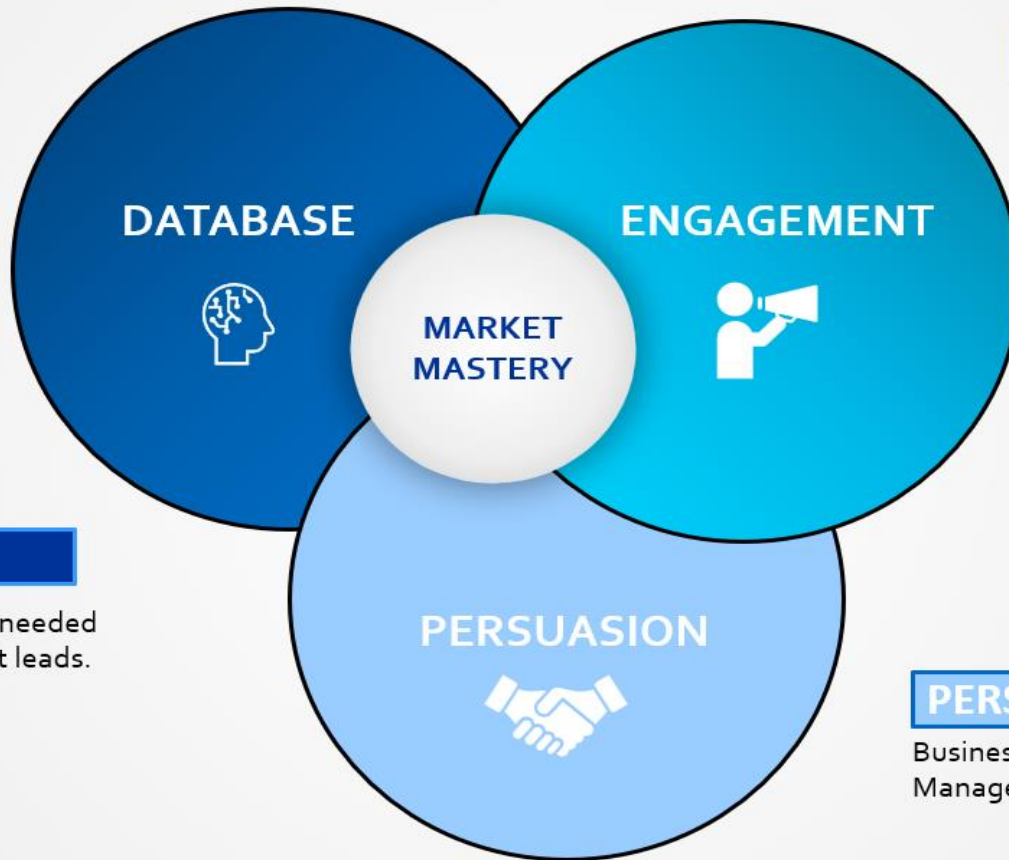 DATABASE
ENGAGEMENT
MARKET
MASTERY
needed
t leads.
PERSUASION
PERS
Busines
Manage